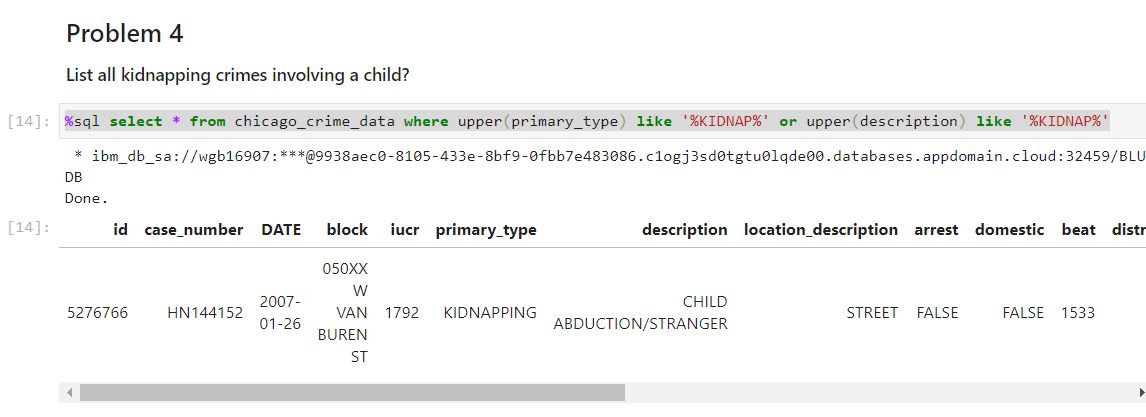 Problem 4
List all kidnapping crimes involving a child?
[14]: %sql select * from chicago_crime_data where upper(primary_type) like '%KIDNAP%' or upper(description) like '%KIDNAP%'
* ibm_db_sa://wgb16907:***@9938aec0-8105-433e-8bf9-0fbb7e483086.c1ogj3sd0tgtu0lqde00.databases.appdomain.cloud:32459/BLU
DB
Done.
[14]: id case_number DATE block iucr primary_type description location_description arrest domestic beat distr
5276766 HN144152 2007-01-26 050XX W VAN BUREN ST 1792 KIDNAPPING CHILD ABDUCTION/STRANGER STREET FALSE FALSE 1533